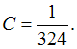 C = 1/324.